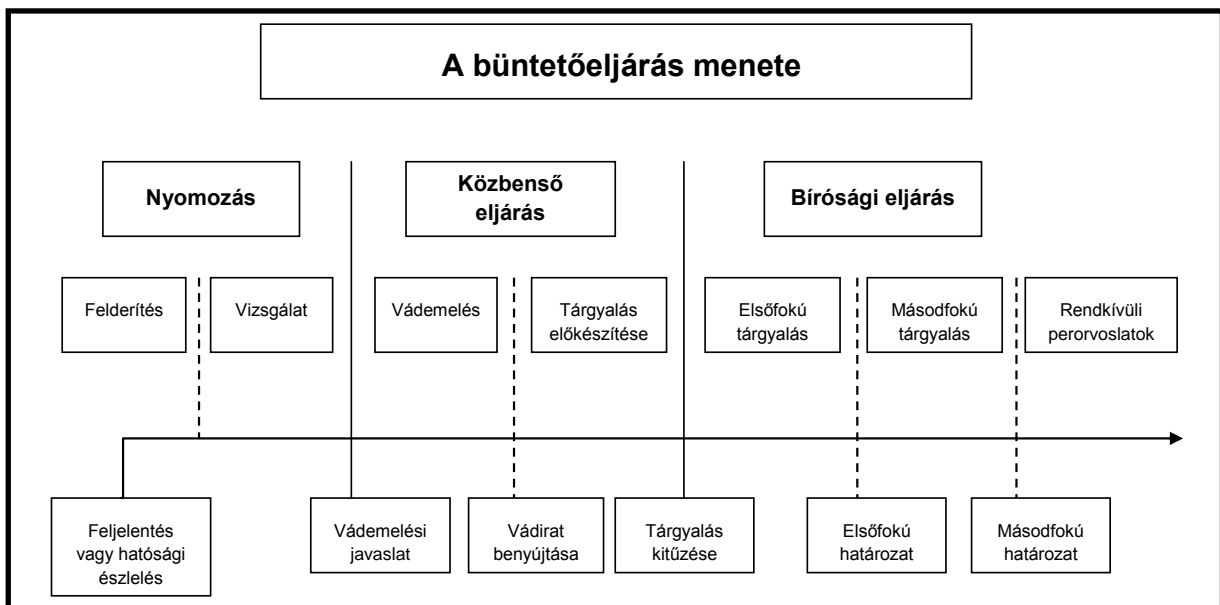 A büntetőeljárás menete
Nyomozás
Közbenső
eljárás
Bírósági eljárás
Felderítés
Vizsgálat
Vádemelés
Tárgyalás
előkészítése
Elsőfokú
tárgyalás
Másodfokú
tárgyalás
Rendkívüli
perorvoslatok
Feljelentés
vagy hatósági
észlelés
Vádemelési
javaslat
Vádirat
benyújtása
Tárgyalás
kitűzése
Elsőfokú
határozat
Másodfokú
határozat